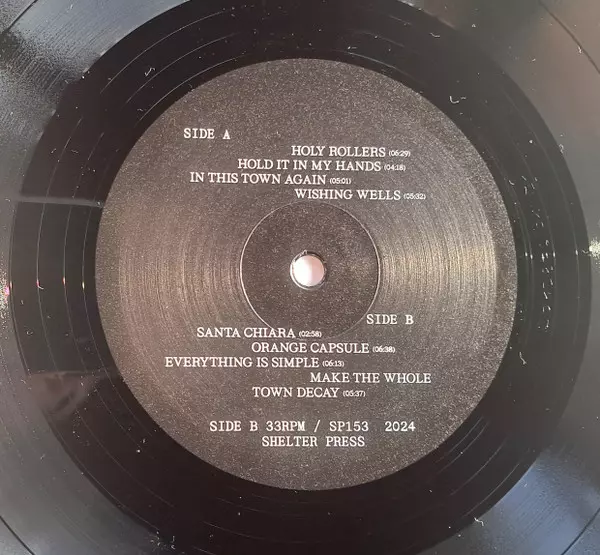 SIDE A
HOLY ROLLERS (06:29)
HOLD IT IN MY HANDS (04:18)
IN THIS TOWN AGAIN (05:01)
WISHING WELLS (05:32)
SIDE B
SANTA CHIARA (02:58)
ORANGE CAPSULE (06:38)
EVERYTHING IS SIMPLE (06:13)
MAKE THE WHOLE
TOWN DECAY (05:37)
SIDE B 33RPM / SP153 2024
SHELTER PRESS